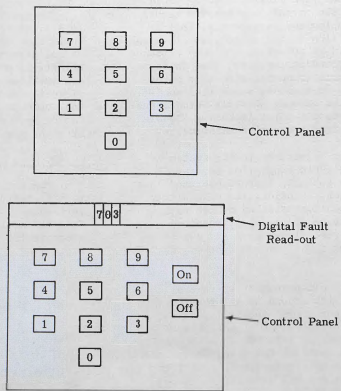 7 8 9
4 5 6
1 2 3
0
Control Panel
703
Digital Fault
Read-out
7 8 9
On
4 5 6
Off
1 2 3
Control Panel
0